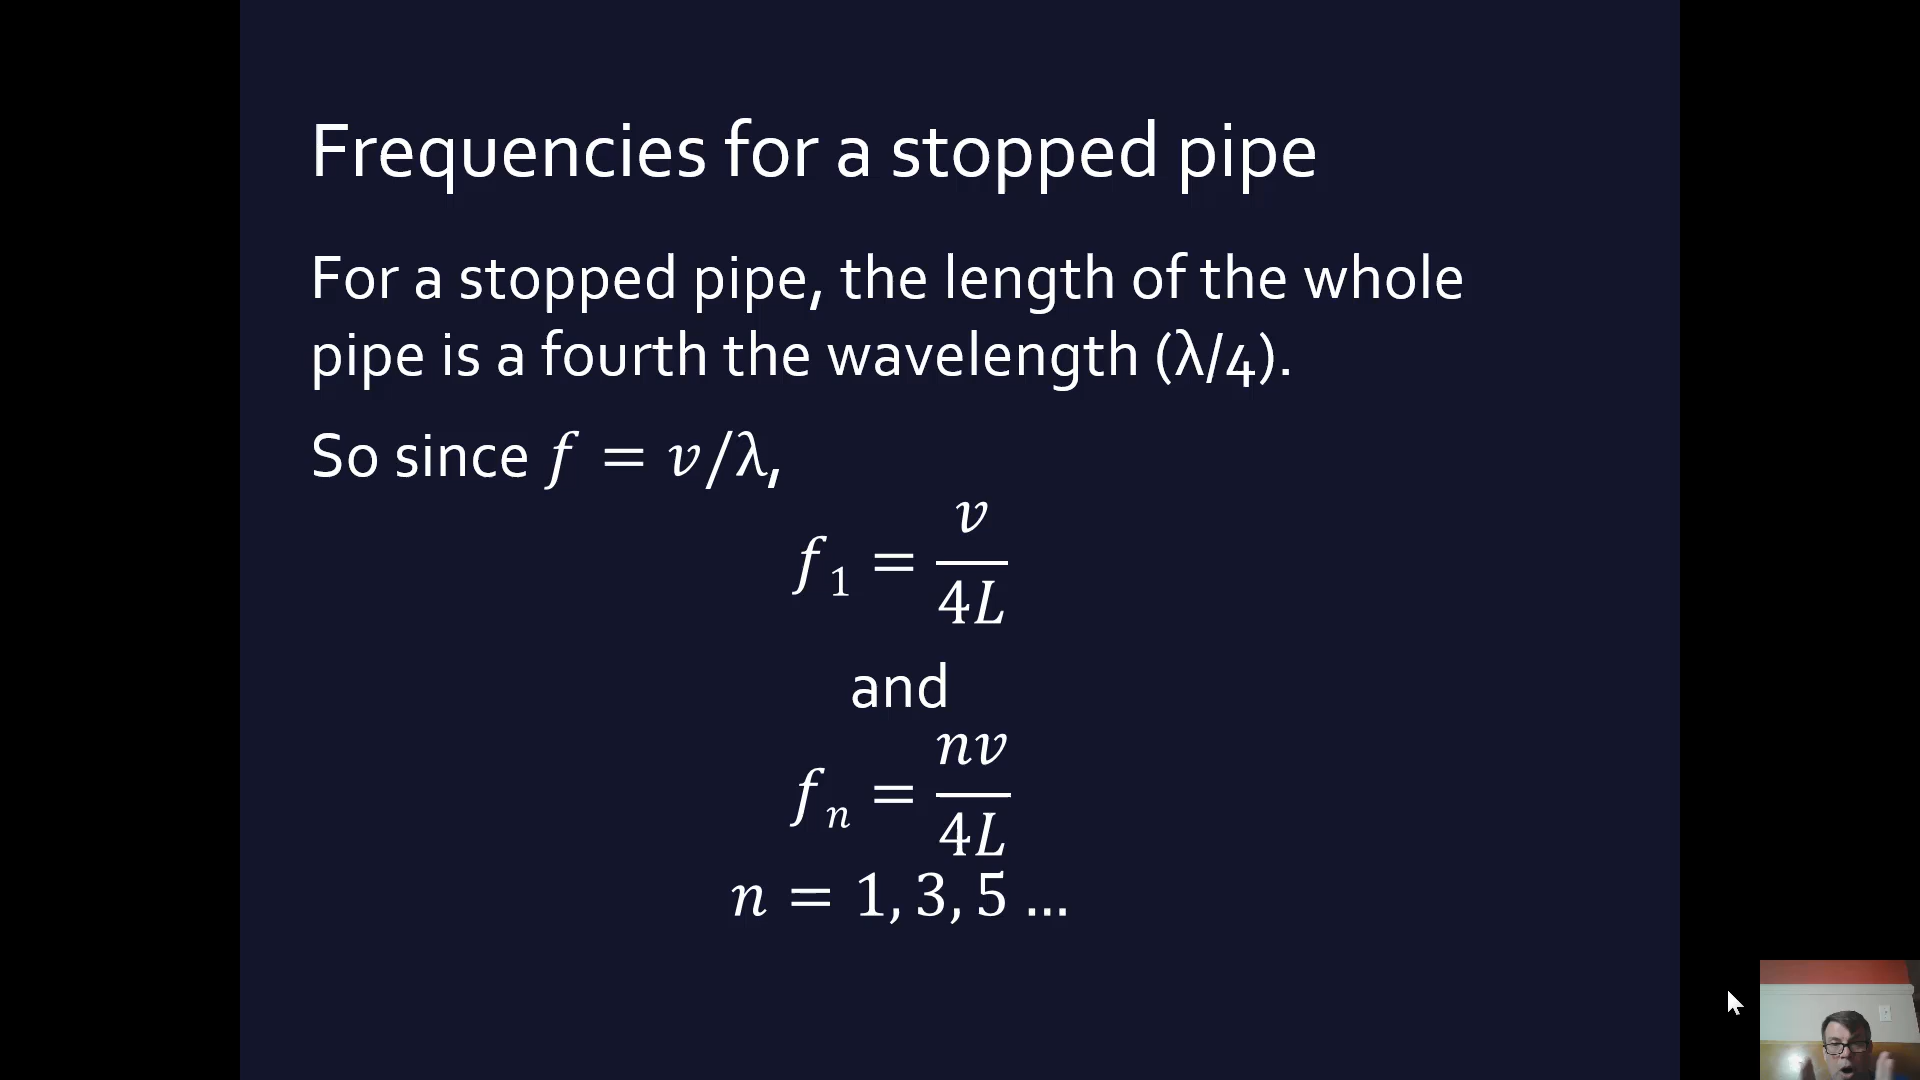 Frequencies for a stopped pipe
For a stopped pipe, the length of the whole
pipe is a fourth the wavelength (λ/4).
So since f = v/λ,
f₁ = v/4L
and
fₙ = nv/4L
n = 1, 3, 5 ...